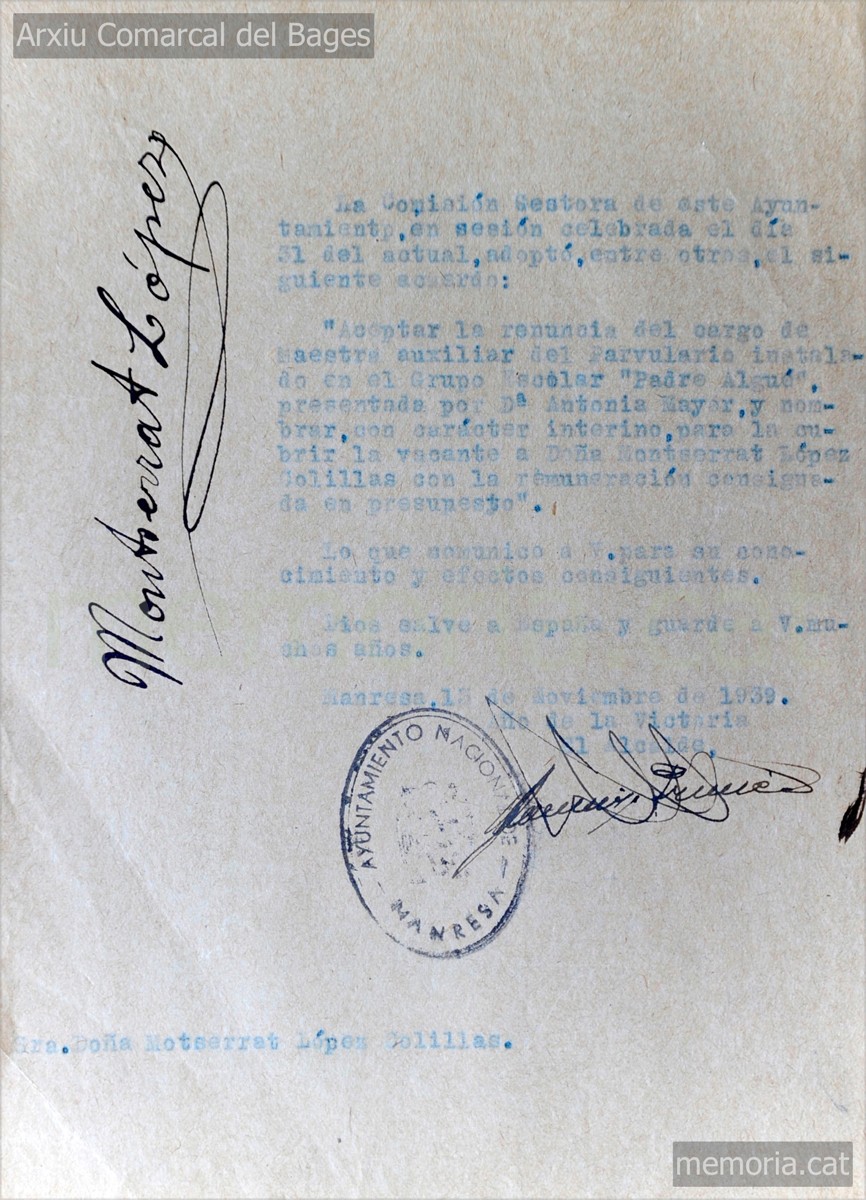 Arxiu Comarcal del Bages
Montserrat López
La Comisión Gestora de este Ayun-
tamiento,en sesión celebrada el día
31 del actual,adoptó,entre otros,el si-
guiente acuerdo:
"Aceptar la renuncia del cargo de
Maestra auxiliar del Parvulario instala-
do en el Grupo Escolar "Padre Algué",
presentada por Dª Antonia Mayor,y nom-
brar,con carácter interino,para la cu-
brir la vacante a Doña Montserrat López
Colillas con la remuneración consigna-
da en presupesto".
Lo que comunico a V.para su cono-
cimiento y efectos consiguientes.
Dios salve a España y guarde a V.mu-
chos años.
Manresa,13 de Noviembre de 1939.
Año de la Victoria
El Alcalde,
AYUNTAMIENTO NACIONAL DE
— MANRESA —
Sra.Doña Motserrat López Colillas.
memoria.cat